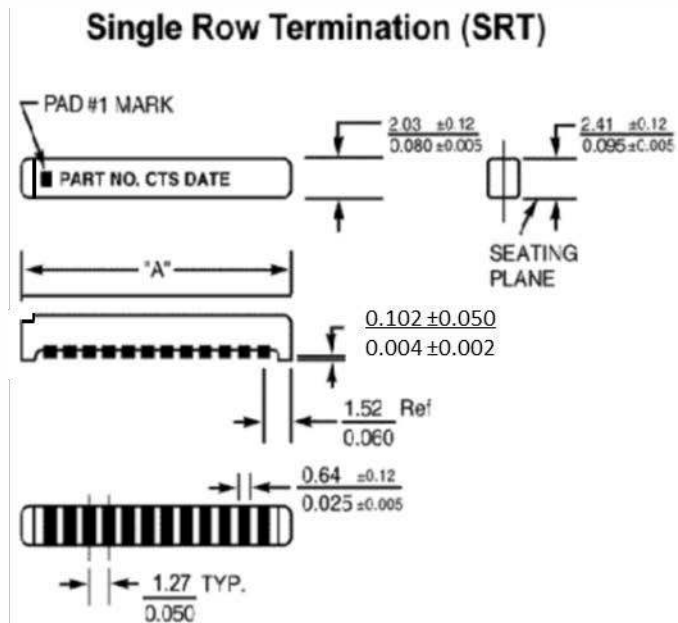 Single Row Termination (SRT)
PAD #1 MARK
2.03 ±0.12
0.080 ±0.005
2.41 ±0.12
0.095±0.005
PART NO. CTS DATE
SEATING
PLANE
"A"
0.102 ±0.050
0.004 ±0.002
1.52 Ref
0.060
0.64 ±0.12
0.025 ±0.005
1.27 TYP.
0.050